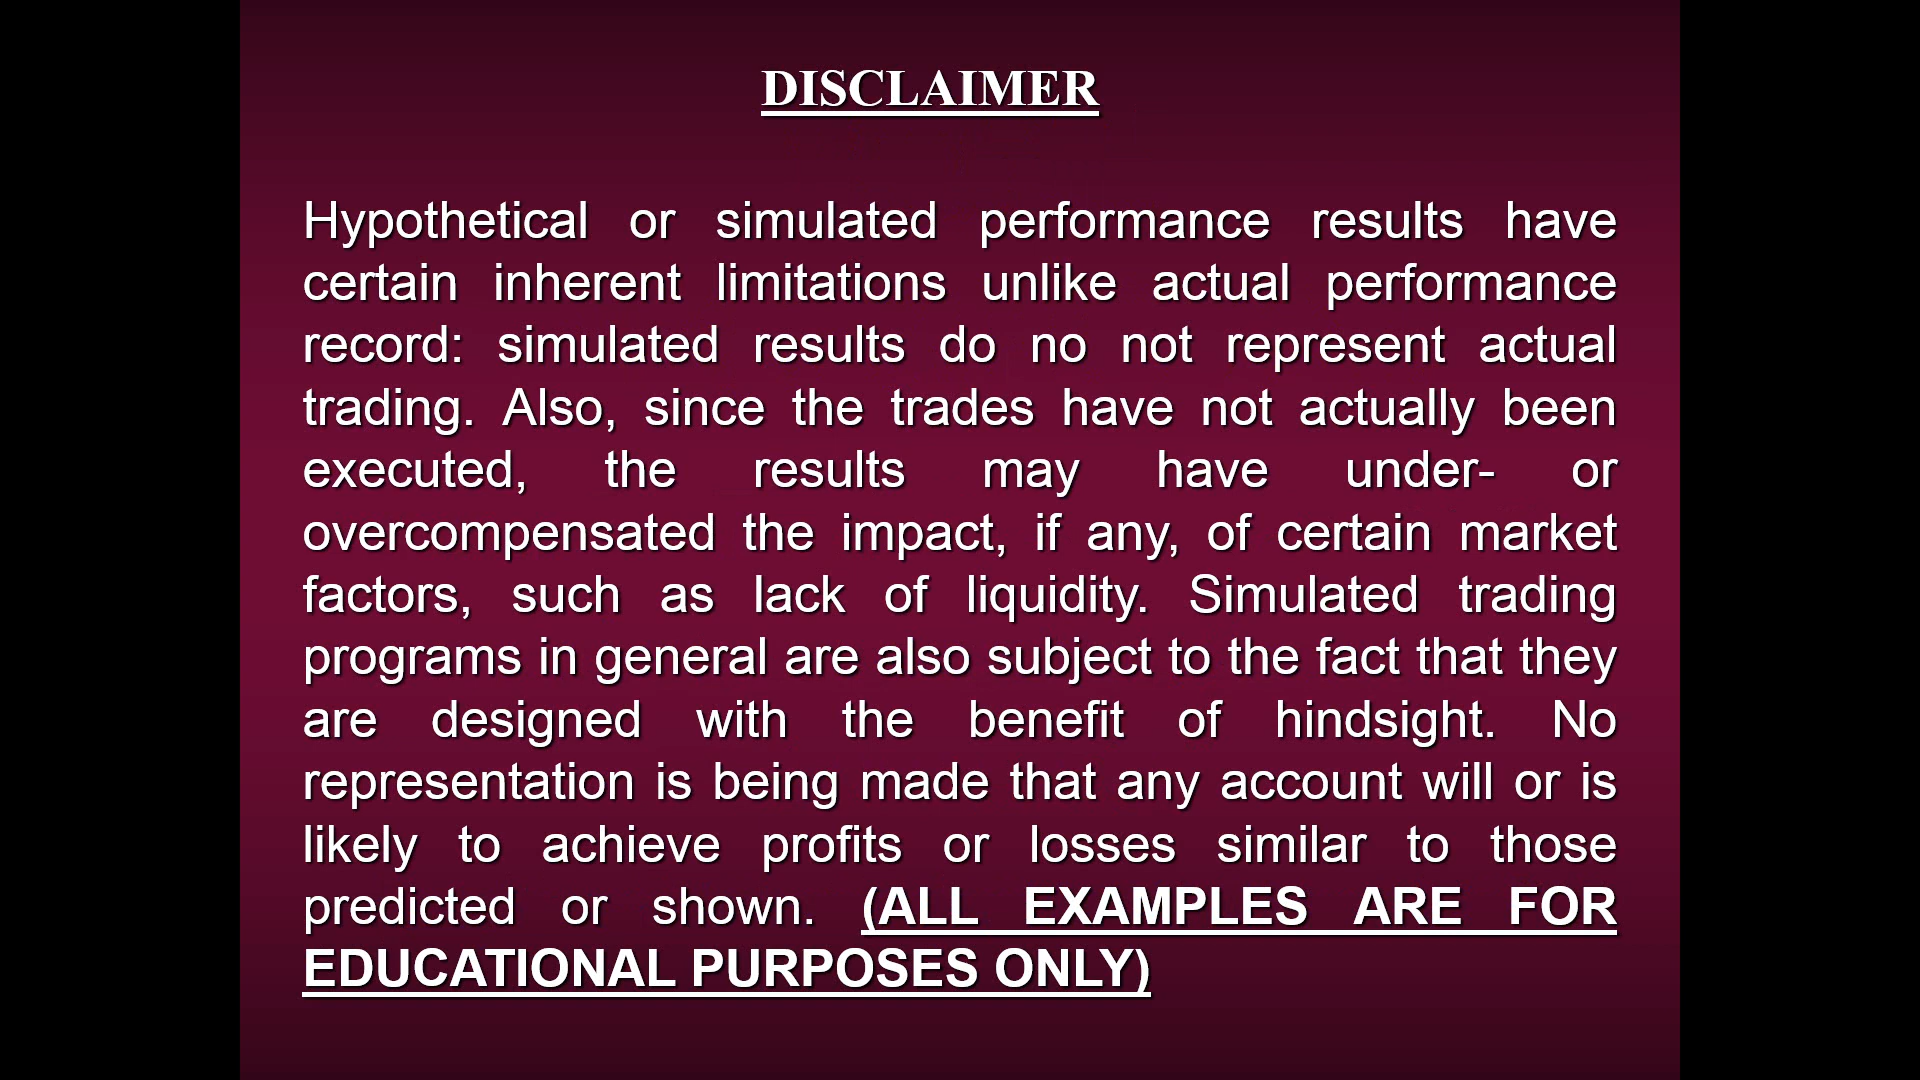 DISCLAIMER
Hypothetical or simulated performance results have
certain inherent limitations unlike actual performance
record: simulated results do no not represent actual
trading. Also, since the trades have not actually been
executed, the results may have under- or
overcompensated the impact, if any, of certain market
factors, such as lack of liquidity. Simulated trading
programs in general are also subject to the fact that they
are designed with the benefit of hindsight. No
representation is being made that any account will or is
likely to achieve profits or losses similar to those
predicted or shown. (ALL EXAMPLES ARE FOR
EDUCATIONAL PURPOSES ONLY)